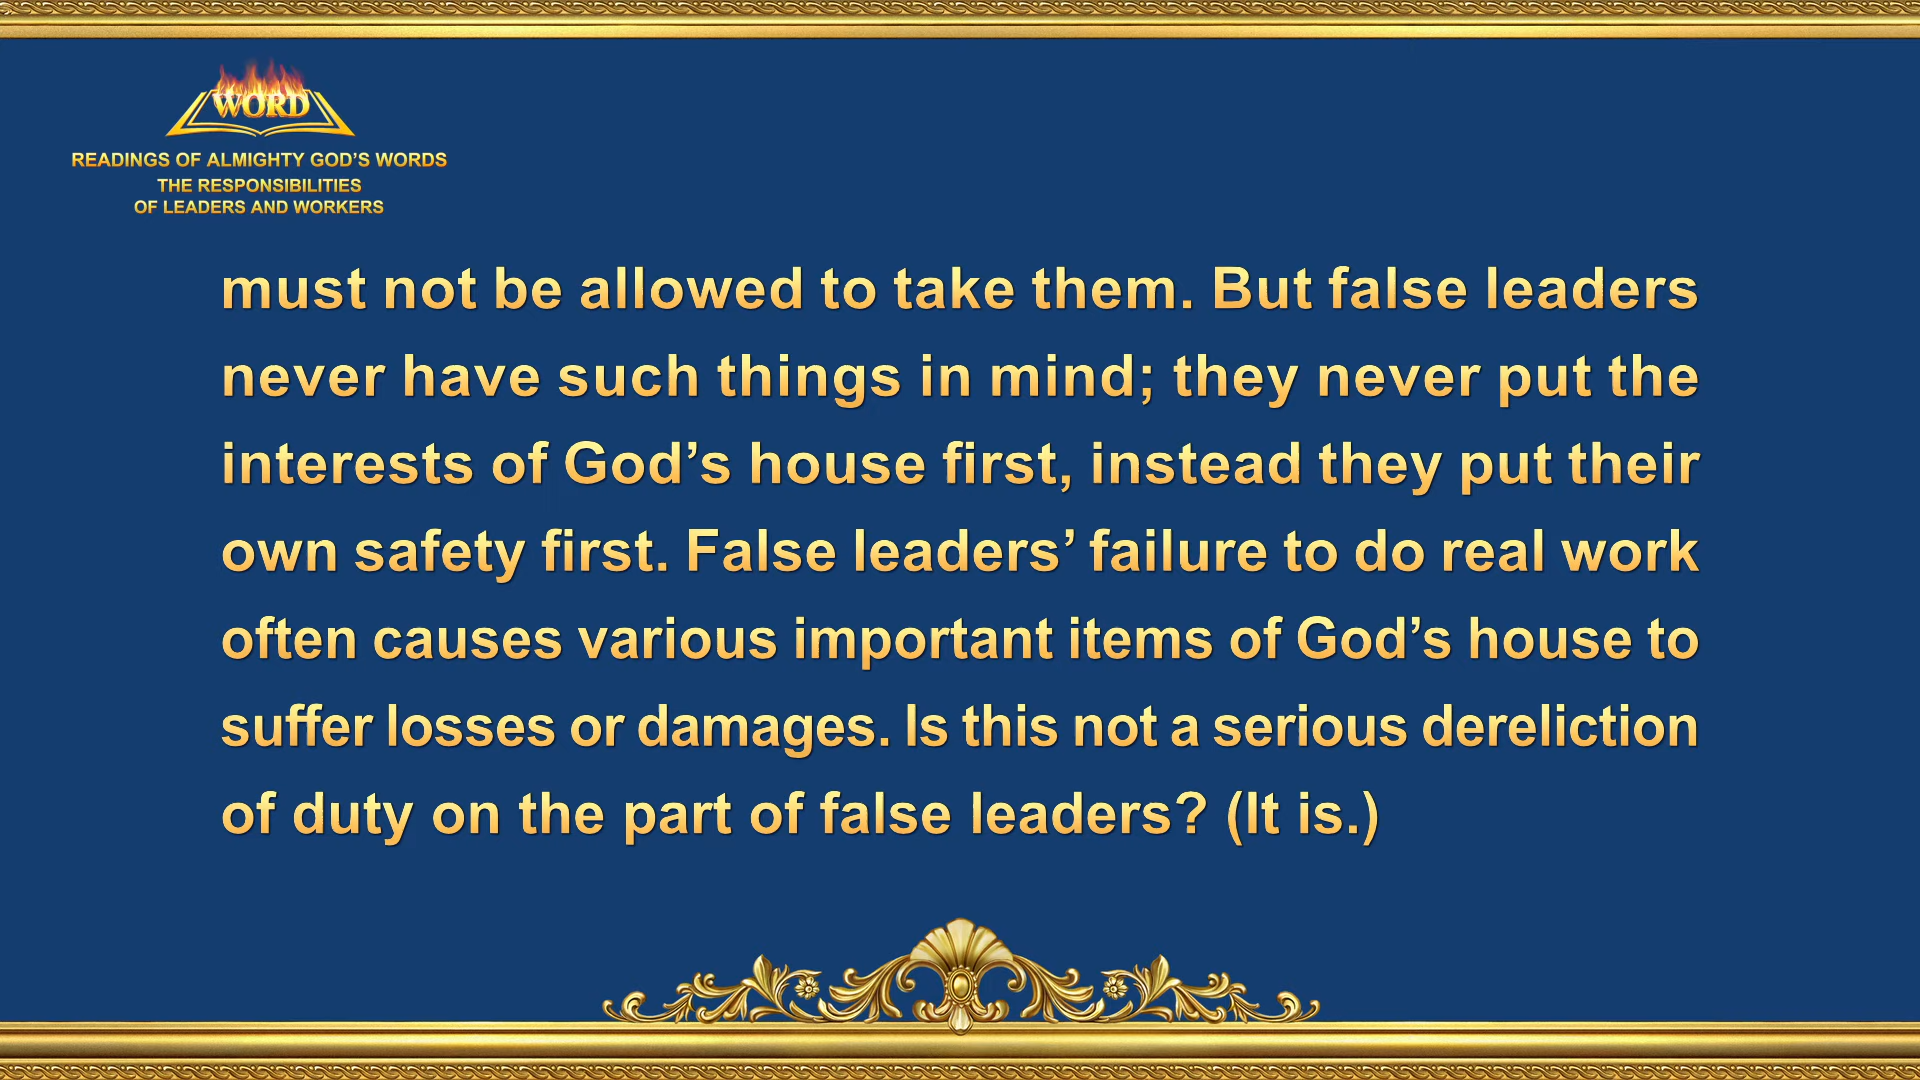 WORD
READINGS OF ALMIGHTY GOD’S WORDS
THE RESPONSIBILITIES
OF LEADERS AND WORKERS
must not be allowed to take them. But false leaders
never have such things in mind; they never put the
interests of God’s house first, instead they put their
own safety first. False leaders’ failure to do real work
often causes various important items of God’s house to
suffer losses or damages. Is this not a serious dereliction
of duty on the part of false leaders? (It is.)